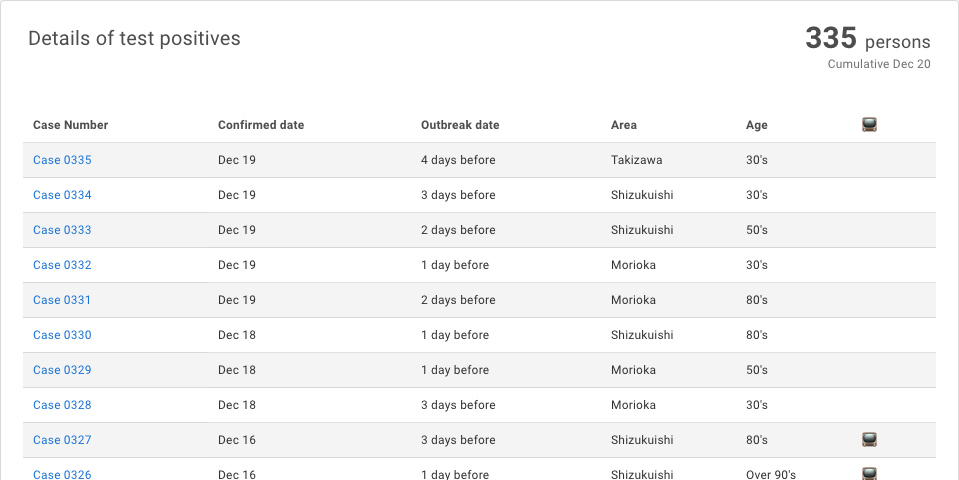 Details of test positives
335 persons
Cumulative Dec 20
Case Number Confirmed date Outbreak date Area Age
Case 0335 Dec 19 4 days before Takizawa 30's
Case 0334 Dec 19 3 days before Shizukuishi 30's
Case 0333 Dec 19 2 days before Shizukuishi 50's
Case 0332 Dec 19 1 day before Morioka 30's
Case 0331 Dec 19 2 days before Morioka 80's
Case 0330 Dec 18 1 day before Shizukuishi 80's
Case 0329 Dec 18 1 day before Morioka 50's
Case 0328 Dec 18 3 days before Morioka 30's
Case 0327 Dec 16 3 days before Shizukuishi 80's
Case 0326 Dec 16 1 day before Shizukuishi Over 90's